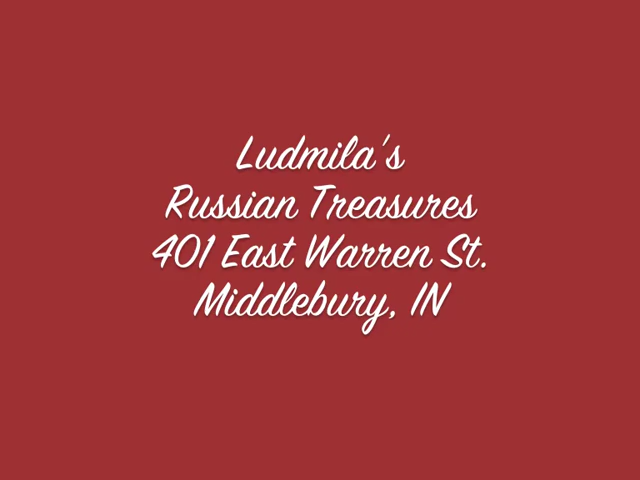 Ludmila's
Russian Treasures
401 East Warren St.
Middlebury, IN